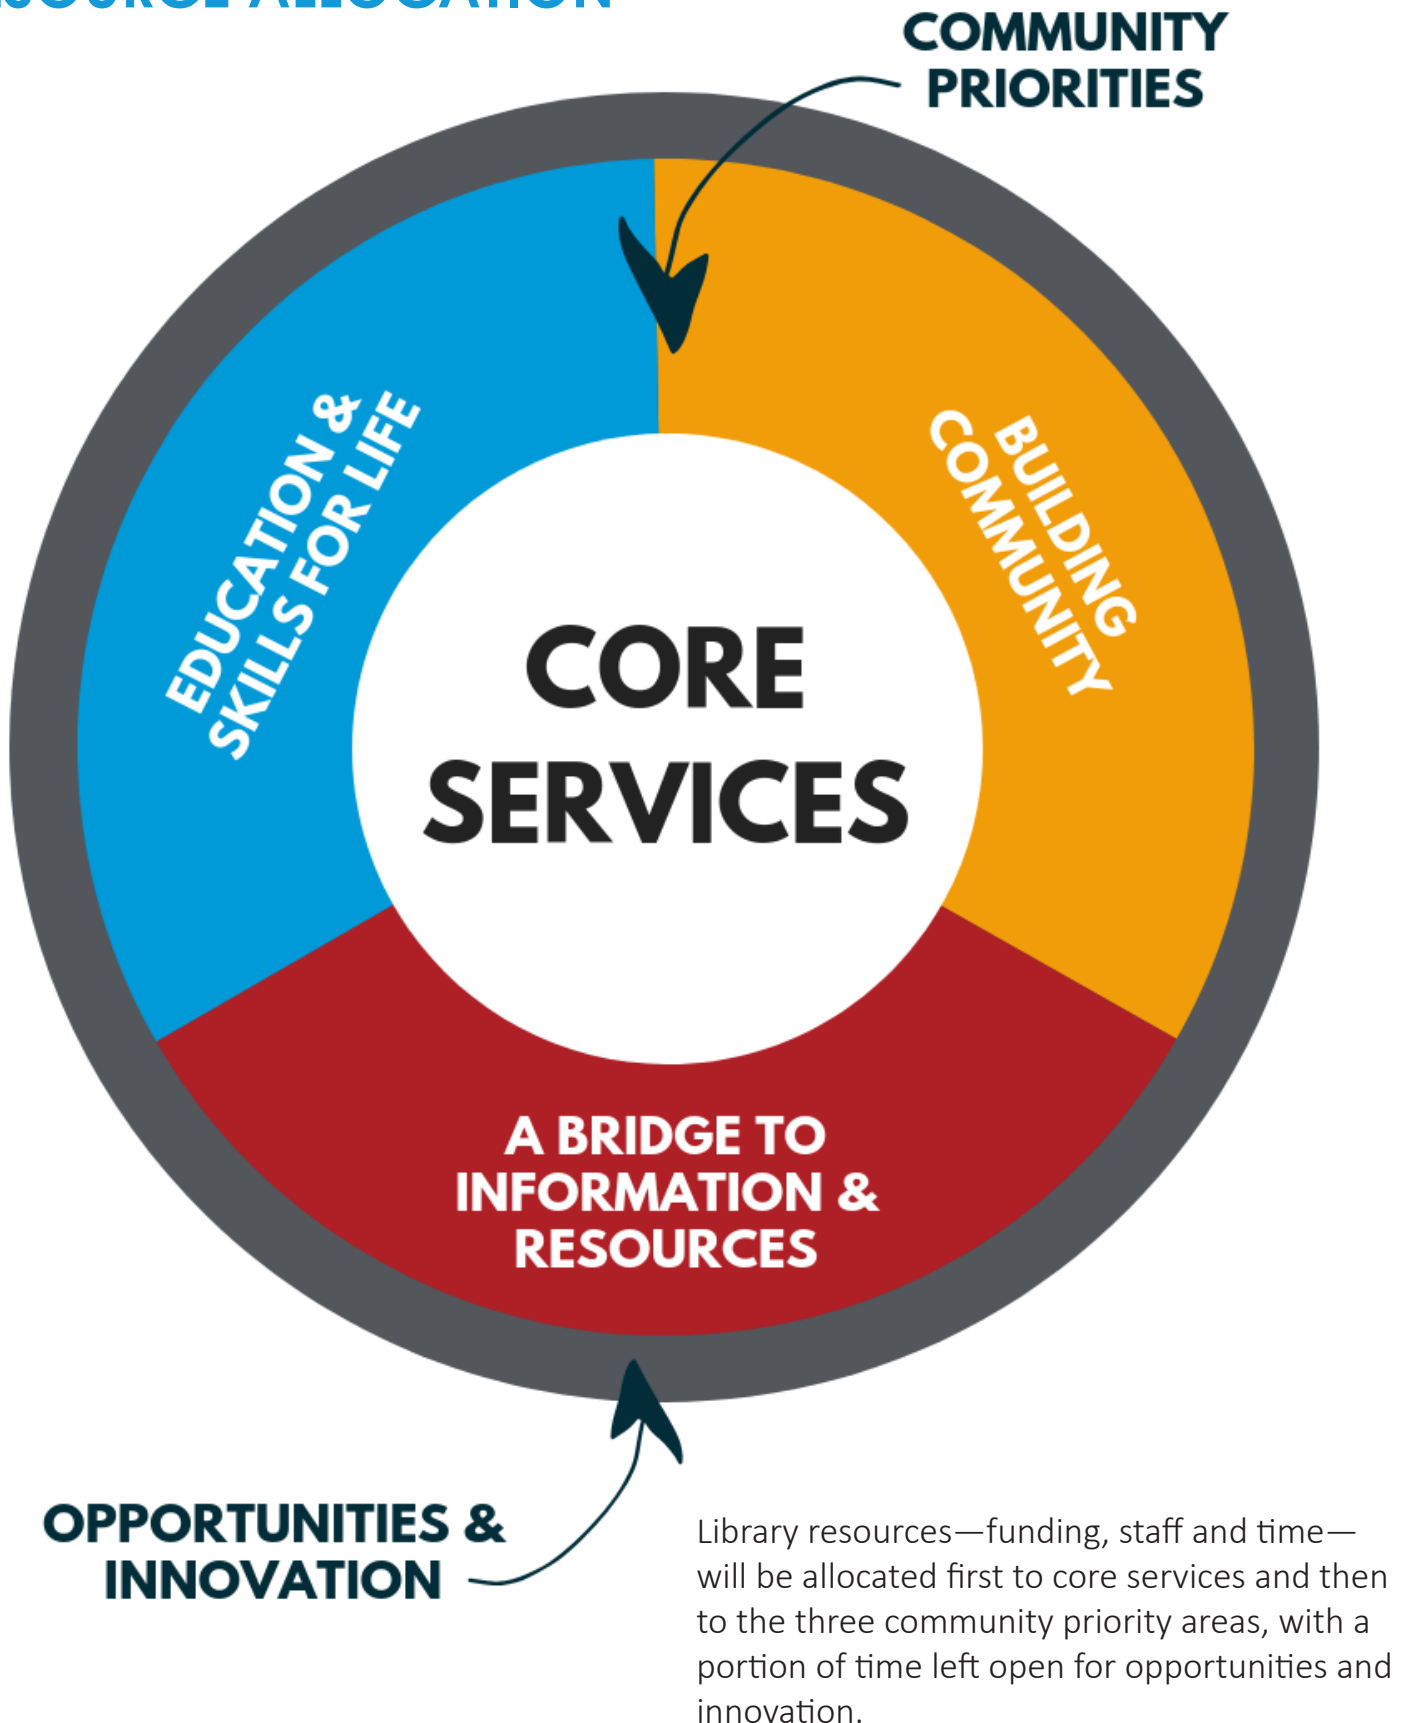 RESOURCE ALLOCATION
COMMUNITY
PRIORITIES
EDUCATION &
SKILLS FOR LIFE
BUILDING
COMMUNITY
CORE
SERVICES
A BRIDGE TO
INFORMATION &
RESOURCES
OPPORTUNITIES &
INNOVATION
Library resources—funding, staff and time—
will be allocated first to core services and then
to the three community priority areas, with a
portion of time left open for opportunities and
innovation.